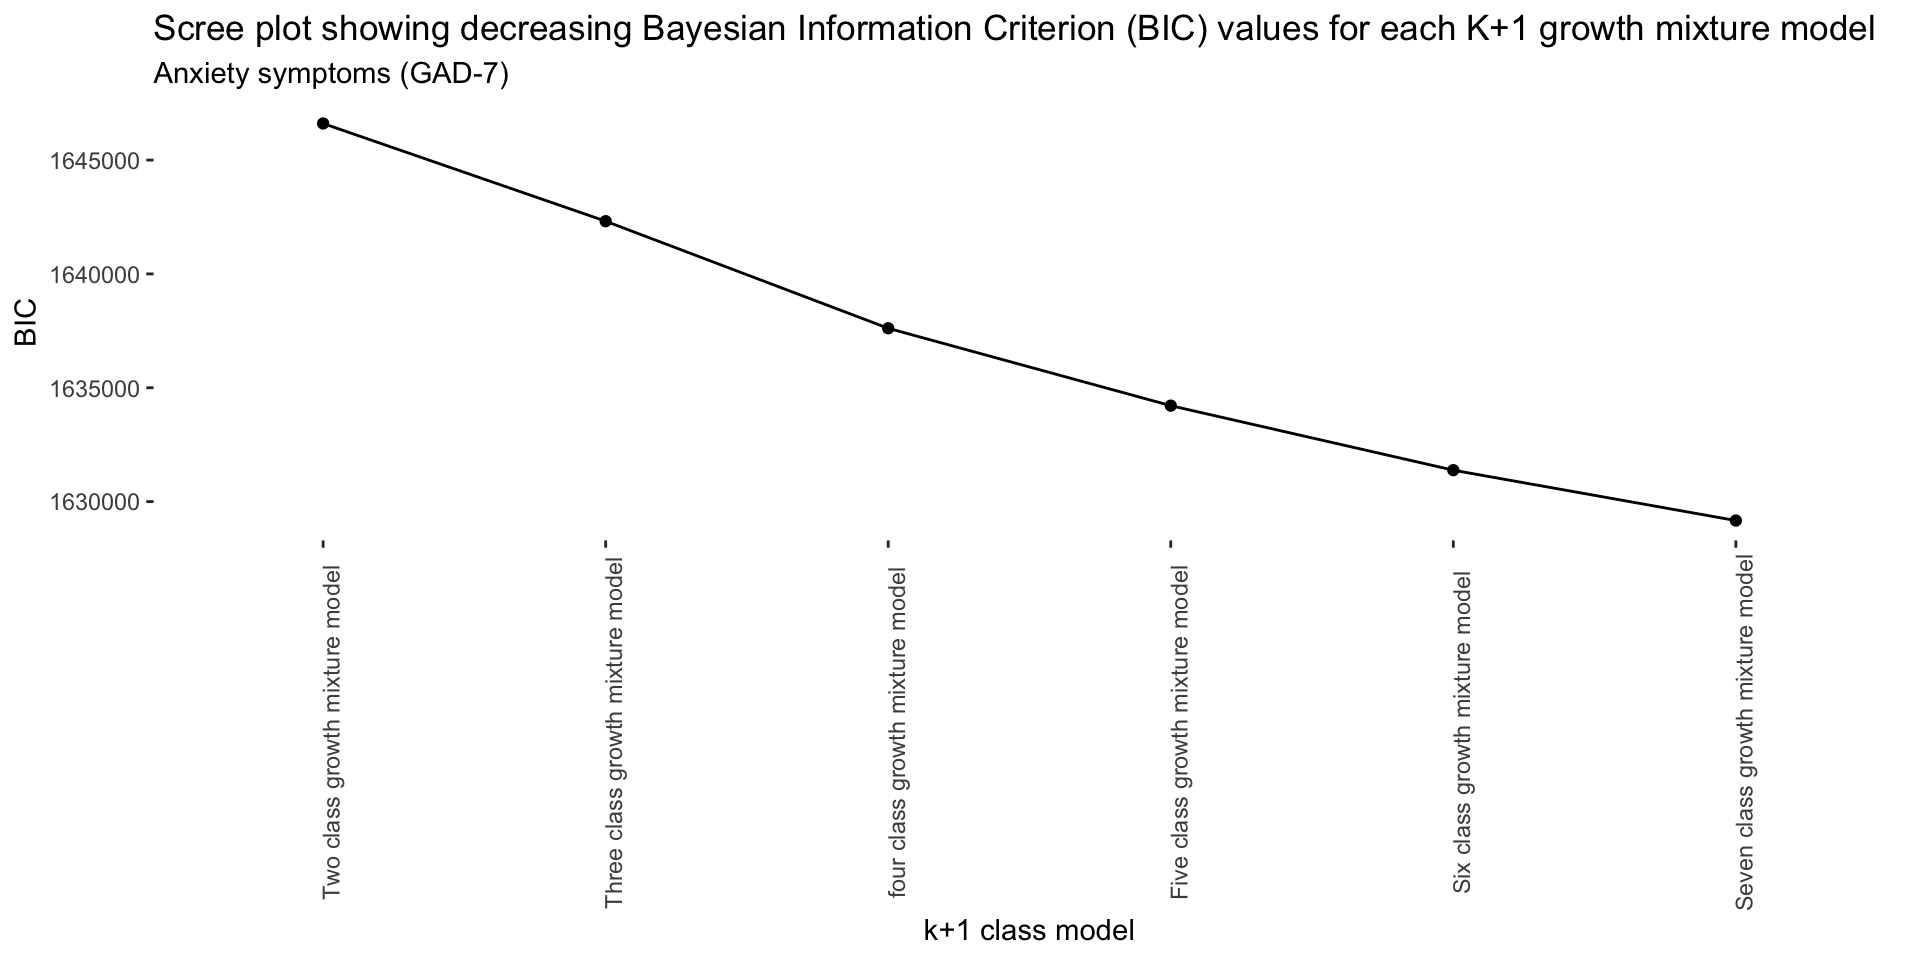 Scree plot showing decreasing Bayesian Information Criterion (BIC) values for each K+1 growth mixture model
Anxiety symptoms (GAD-7)
BIC
1645000
1640000
1635000
1630000
Two class growth mixture model
Three class growth mixture model
four class growth mixture model
Five class growth mixture model
Six class growth mixture model
Seven class growth mixture model
k+1 class model